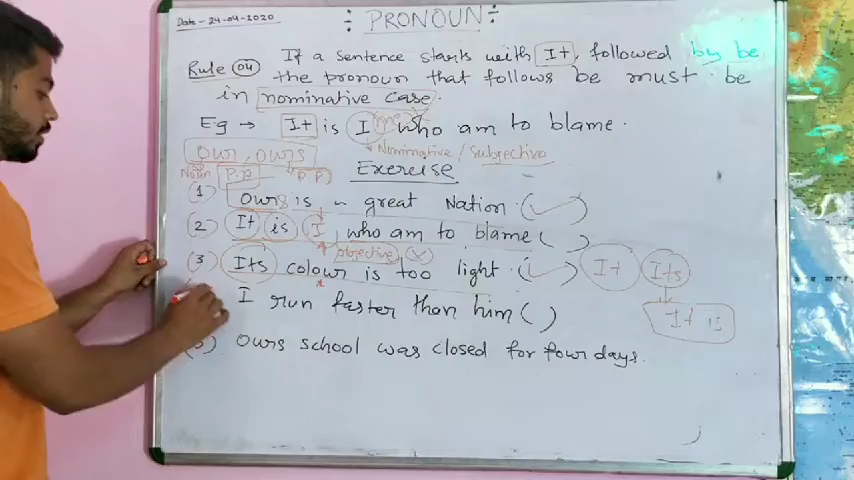 Date - 24-04-2020
÷ PRONOUN ÷
Rule 04 If a sentence starts with It, followed by be
the pronoun that follows be must be
in nominative case.
Eg → It is I who am to blame.
Nominative / Subjective
our, ours
Exercise
Noun P.P P P
(1) ours is a great Nation (✓)
(2) It is I who am to blame ( )
objective (x)
(3) Its colour is too light. (✓) It Its
It is
I run faster than him ( )
ours school was closed for four days.